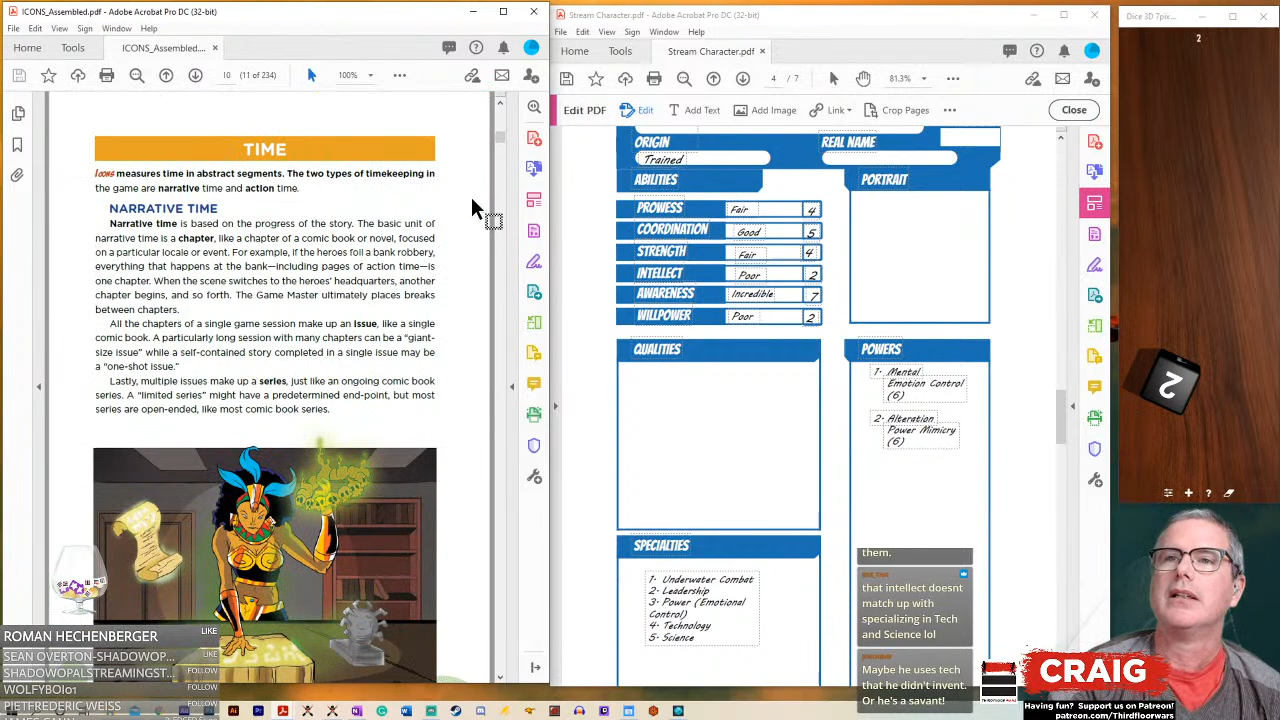 ICONS_Assembled.pdf - Adobe Acrobat Pro DC (32-bit)
File Edit View Sign Window Help
Home Tools ICONS_Assembled.... ×
10 (11 of 234) 100%
TIME
ICONS measures time in abstract segments. The two types of timekeeping in
the game are narrative time and action time.
NARRATIVE TIME
Narrative time is based on the progress of the story. The basic unit of
narrative time is a chapter, like a chapter of a comic book or novel, focused
on a particular locale or event. For example, if the heroes foil a bank robbery,
everything that happens at the bank—including pages of action time—is
one chapter. When the scene switches to the heroes' headquarters, another
chapter begins, and so forth. The Game Master ultimately places breaks
between chapters.
All the chapters of a single game session make up an issue, like a single
comic book. A particularly long session with many chapters can be a "giant-
size issue" while a self-contained story completed in a single issue may be
a "one-shot issue."
Lastly, multiple issues make up a series, just like an ongoing comic book
series. A "limited series" might have a predetermined end-point, but most
series are open-ended, like most comic book series.
ROMAN HECHENBERGER LIKE
SEAN OVERTON-SHADOWOP... LIKE
SHADOWOPALSTREAMINGST... FOLLOW
WOLFYBOI01 FOLLOW
PIETFREDERIC WEISS FOLLOW
Stream Character.pdf - Adobe Acrobat Pro DC (32-bit)
File Edit View Sign Window Help
Home Tools Stream Character.pdf ×
4 / 7 81.3%
Edit PDF Edit Add Text Add Image Link Crop Pages Close
ORIGIN REAL NAME
Trained
ABILITIES PORTRAIT
PROWESS Fair 4
COORDINATION Good 5
STRENGTH Fair 4
INTELLECT Poor 2
AWARENESS Incredible 7
WILLPOWER Poor 2
QUALITIES POWERS
1. Mental
Emotion Control
(6)
2. Alteration
Power Mimicry
(6)
SPECIALTIES
1. Underwater Combat
2. Leadership
3. Power (Emotional
Control)
4. Technology
5. Science
them.
that intellect doesnt
match up with
specializing in Tech
and Science lol
Maybe he uses tech
that he didn't invent.
Or he's a savant!
Dice 3D 7pix...
2
2
CRAIG
THIRDFLOOR WARS
Having fun? Support us on Patreon!
patreon.com/Thirdfloorwars